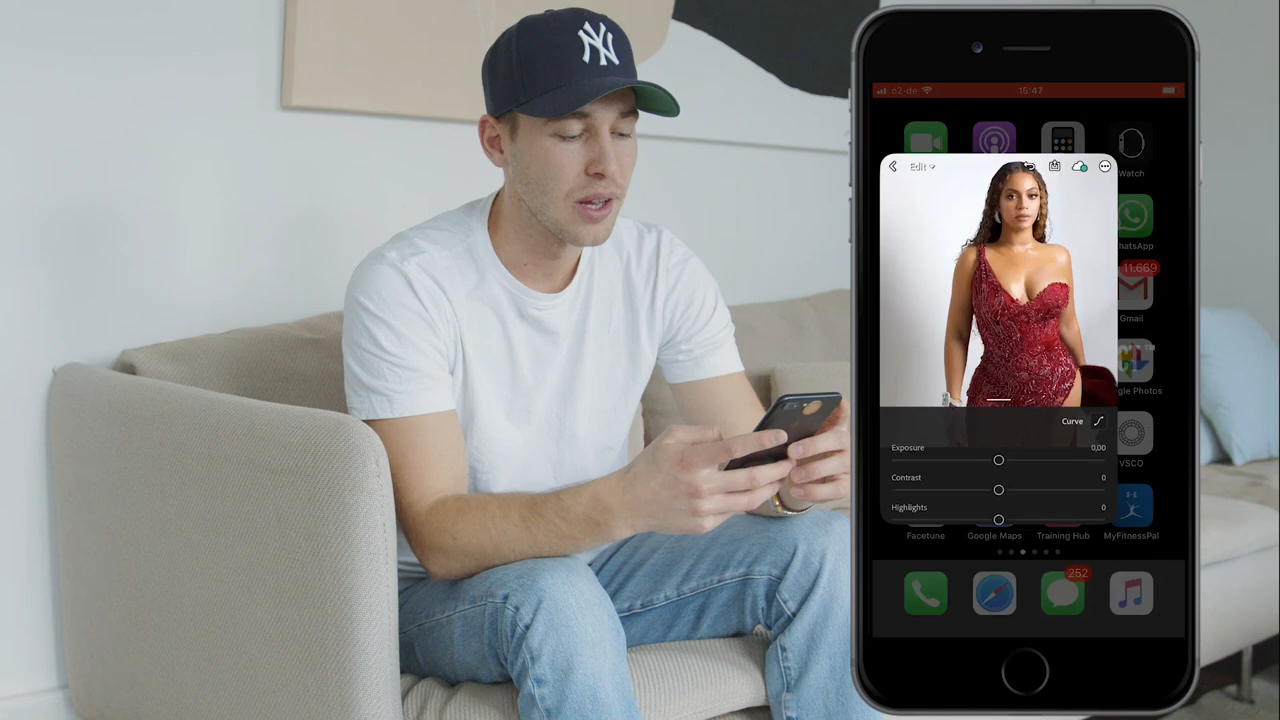 NY
o2-de
15:47
Watch
Edit
WhatsApp
11.669
Gmail
gle Photos
Curve
Exposure 0,00
VSCO
Contrast 0
Highlights 0
Facetune Google Maps Training Hub MyFitnessPal
252